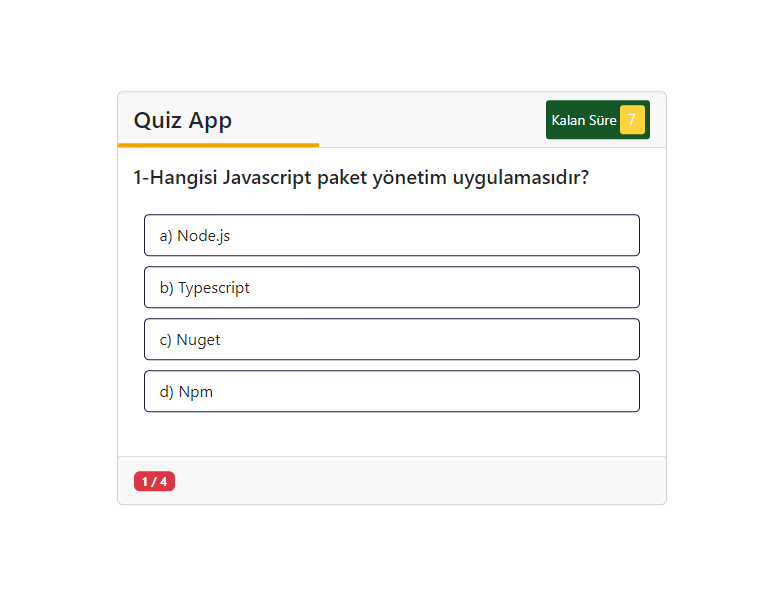 Quiz App
Kalan Süre 7
1-Hangisi Javascript paket yönetim uygulamasıdır?
a) Node.js
b) Typescript
c) Nuget
d) Npm
1 / 4